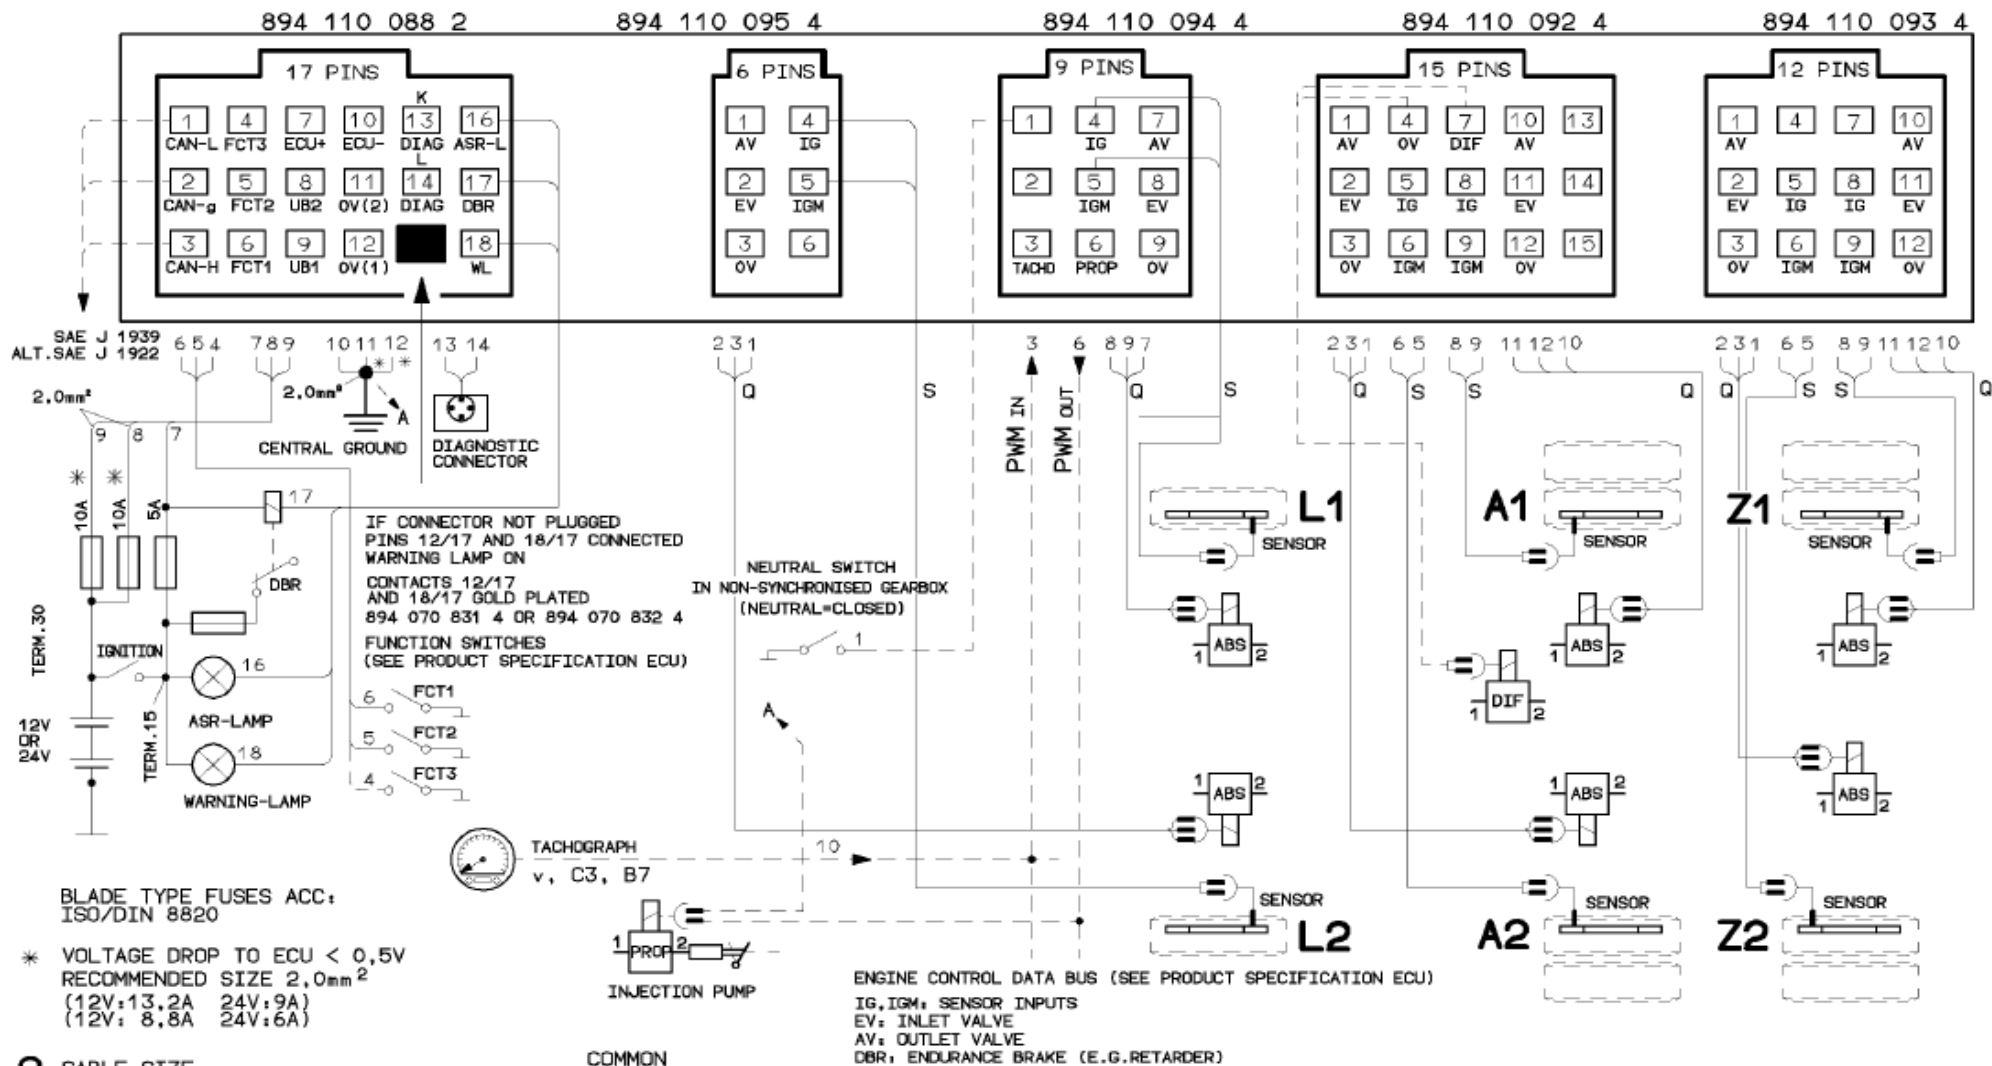 894 110 088 2
894 110 095 4
894 110 094 4
894 110 092 4
894 110 093 4
17 PINS
K
1 4 7 10 13 16
CAN-L FCT3 ECU+ ECU- DIAG ASR-L
L
2 5 8 11 14 17
CAN-g FCT2 UB2 OV(2) DIAG DBR
3 6 9 12 18
CAN-H FCT1 UB1 OV(1) WL
6 PINS
1 4
AV IG
2 5
EV IGM
3 6
OV
9 PINS
1 4 7
IG AV
2 5 8
IGM EV
3 6 9
TACHO PROP OV
15 PINS
1 4 7 10 13
AV OV DIF AV
2 5 8 11 14
EV IG IG EV
3 6 9 12 15
OV IGM IGM OV
12 PINS
1 4 7 10
AV AV
2 5 8 11
EV IG IG EV
3 6 9 12
OV IGM IGM OV
SAE J 1939
ALT.SAE J 1922
6 5 4
7 8 9
10 11 12
* *
13 14
2 3 1
3
6
8 9 7
2 3 1
6 5
8 9
11 12 10
2 3 1
6 5
8 9
11 12 10
2,0mm²
2,0mm²
A
CENTRAL GROUND
DIAGNOSTIC
CONNECTOR
Q
S
PWM IN
PWM OUT
Q
S
Q
S
S
Q
Q
S
S
Q
9 8 7
* *
10A
10A
5A
17
DBR
IF CONNECTOR NOT PLUGGED
PINS 12/17 AND 18/17 CONNECTED
WARNING LAMP ON
CONTACTS 12/17
AND 18/17 GOLD PLATED
894 070 831 4 OR 894 070 832 4
FUNCTION SWITCHES
(SEE PRODUCT SPECIFICATION ECU)
NEUTRAL SWITCH
IN NON-SYNCHRONISED GEARBOX
(NEUTRAL=CLOSED)
1
L1
SENSOR
1 ABS 2
A1
SENSOR
1 ABS 2
Z1
SENSOR
1 ABS 2
1 DIF 2
TERM.30
IGNITION
16
ASR-LAMP
TERM.15
12V
OR
24V
18
WARNING-LAMP
6 FCT1
5 FCT2
4 FCT3
A
1 ABS 2
1 ABS 2
1 ABS 2
TACHOGRAPH
v, C3, B7
10
SENSOR
L2
SENSOR
A2
SENSOR
Z2
1 PROP 2
INJECTION PUMP
BLADE TYPE FUSES ACC:
ISO/DIN 8820
* VOLTAGE DROP TO ECU < 0,5V
RECOMMENDED SIZE 2,0mm²
(12V:13,2A 24V:9A)
(12V: 8,8A 24V:6A)
ENGINE CONTROL DATA BUS (SEE PRODUCT SPECIFICATION ECU)
IG,IGM: SENSOR INPUTS
EV: INLET VALVE
AV: OUTLET VALVE
DBR: ENDURANCE BRAKE (E.G.RETARDER)
COMMON
CABLE SIZE